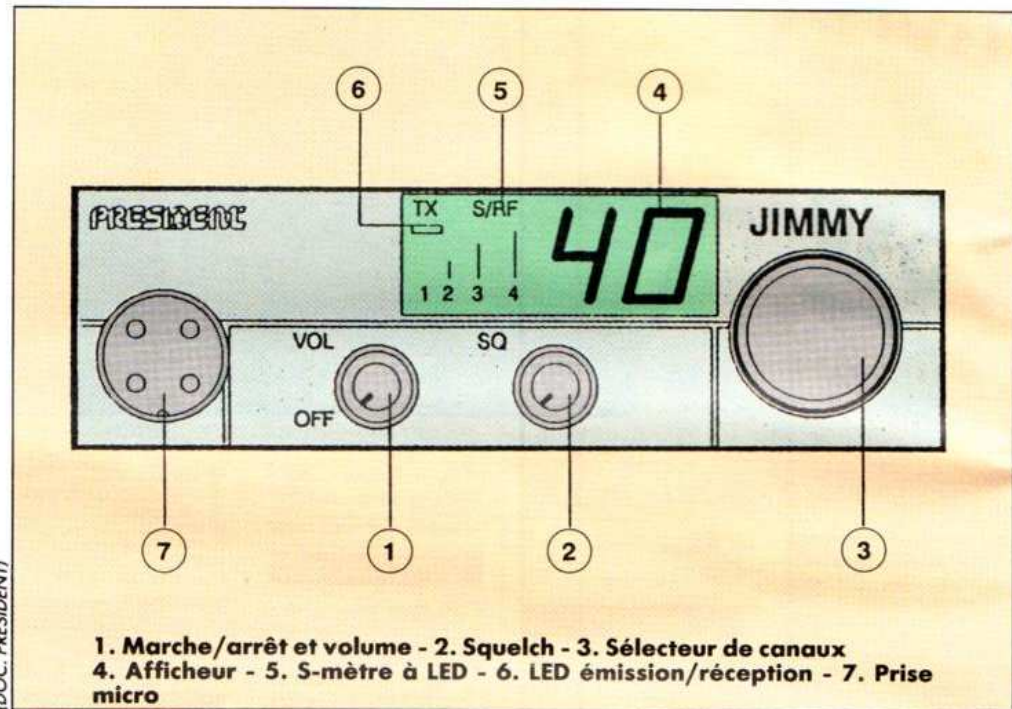 6 5 4
PRESIDENT
TX S/RF
40
JIMMY
1 2 3 4
VOL
SQ
OFF
7 1 2 3
1. Marche/arrêt et volume - 2. Squelch - 3. Sélecteur de canaux
4. Afficheur - 5. S-mètre à LED - 6. LED émission/réception - 7. Prise
micro
(DOC. PRESIDENT)